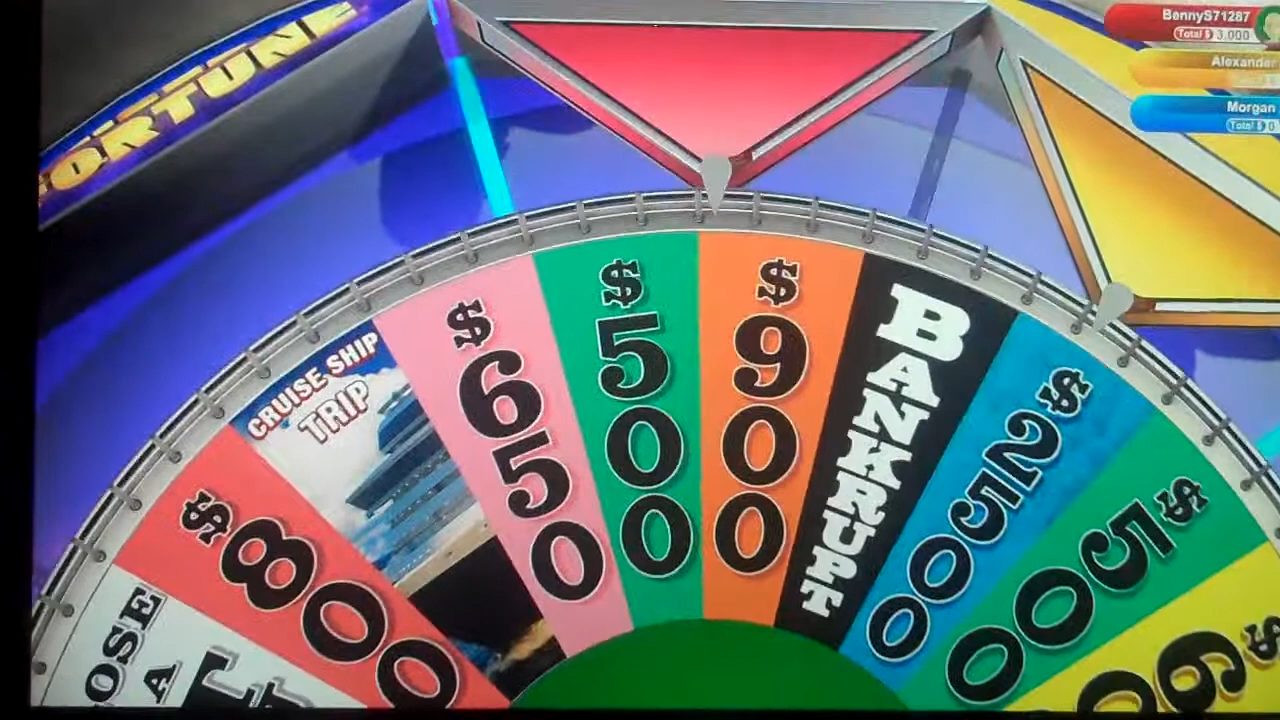 FORTUNE
BennyS71287
Total $ 3,000
Alexander
Morgan
Total $ 0
LOSE
A
T
$800
CRUISE SHIP
TRIP
$650
$500
$900
BANKRUPT
$2500
$500
$